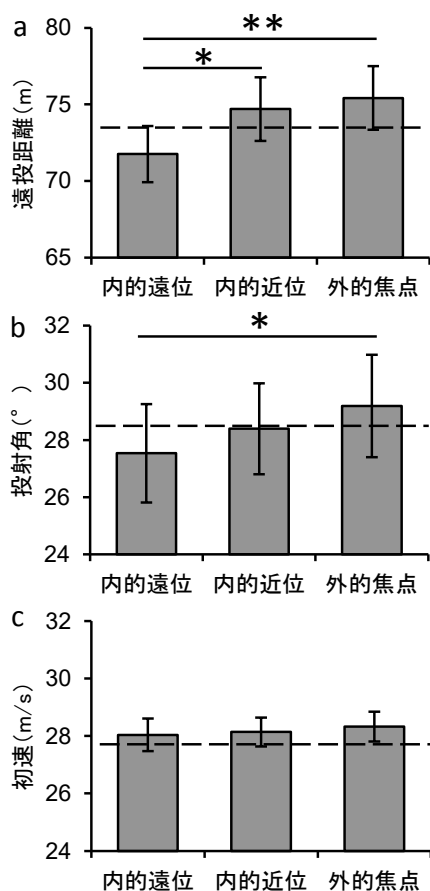 a
**
*
遠投距離(m)
80
75
70
65
内的遠位 内的近位 外的焦点
b
*
投射角(°)
32
30
28
26
24
内的遠位 内的近位 外的焦点
c
初速(m/s)
32
30
28
26
24
内的遠位 内的近位 外的焦点